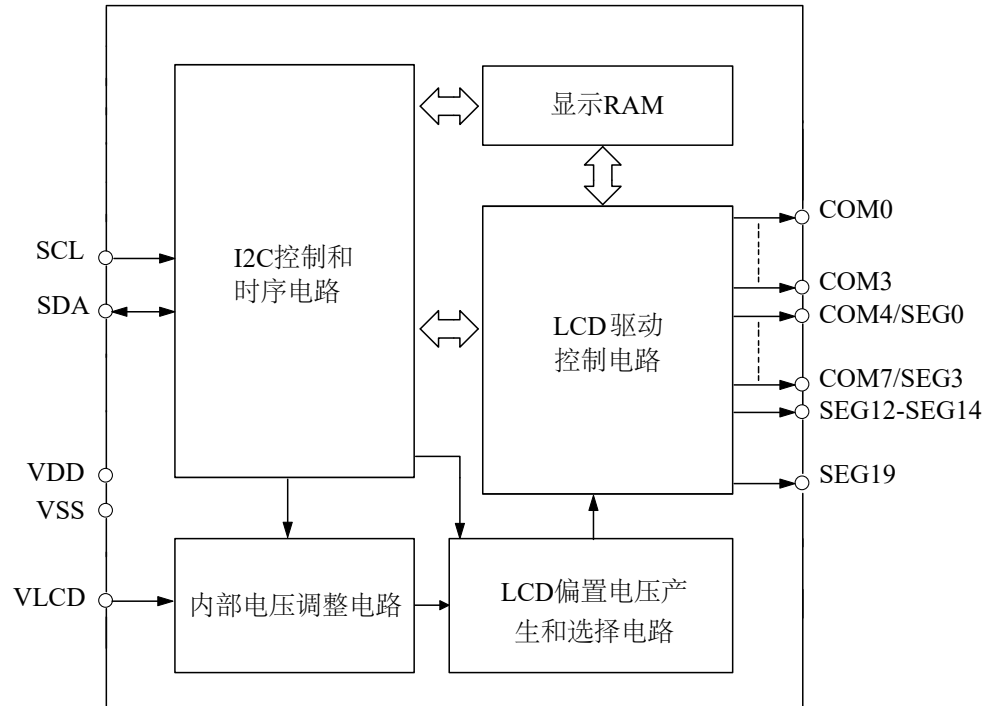 显示RAM
COM0
SCL
I2C控制和
时序电路
COM3
SDA
COM4/SEG0
LCD驱动
控制电路
COM7/SEG3
SEG12-SEG14
VDD
SEG19
VSS
VLCD
内部电压调整电路
LCD偏置电压产
生和选择电路